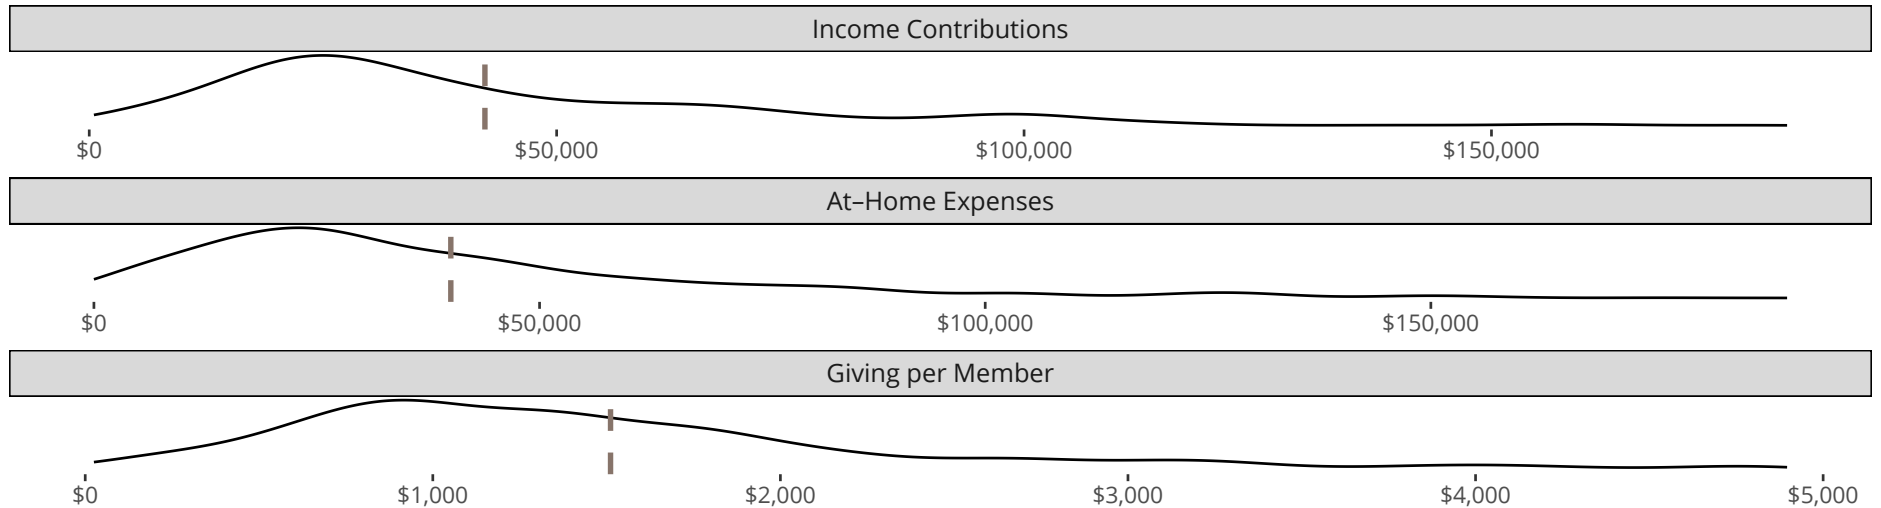 Income Contributions
$0 $50,000 $100,000 $150,000
At–Home Expenses
$0 $50,000 $100,000 $150,000
Giving per Member
$0 $1,000 $2,000 $3,000 $4,000 $5,000